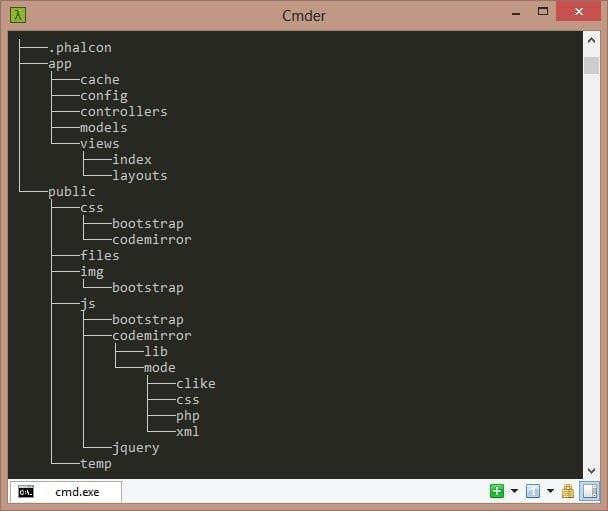 λ
Cmder
.phalcon
app
cache
config
controllers
models
views
index
layouts
public
css
bootstrap
codemirror
files
img
bootstrap
js
bootstrap
codemirror
lib
mode
clike
css
php
xml
jquery
temp
C:\.
cmd.exe